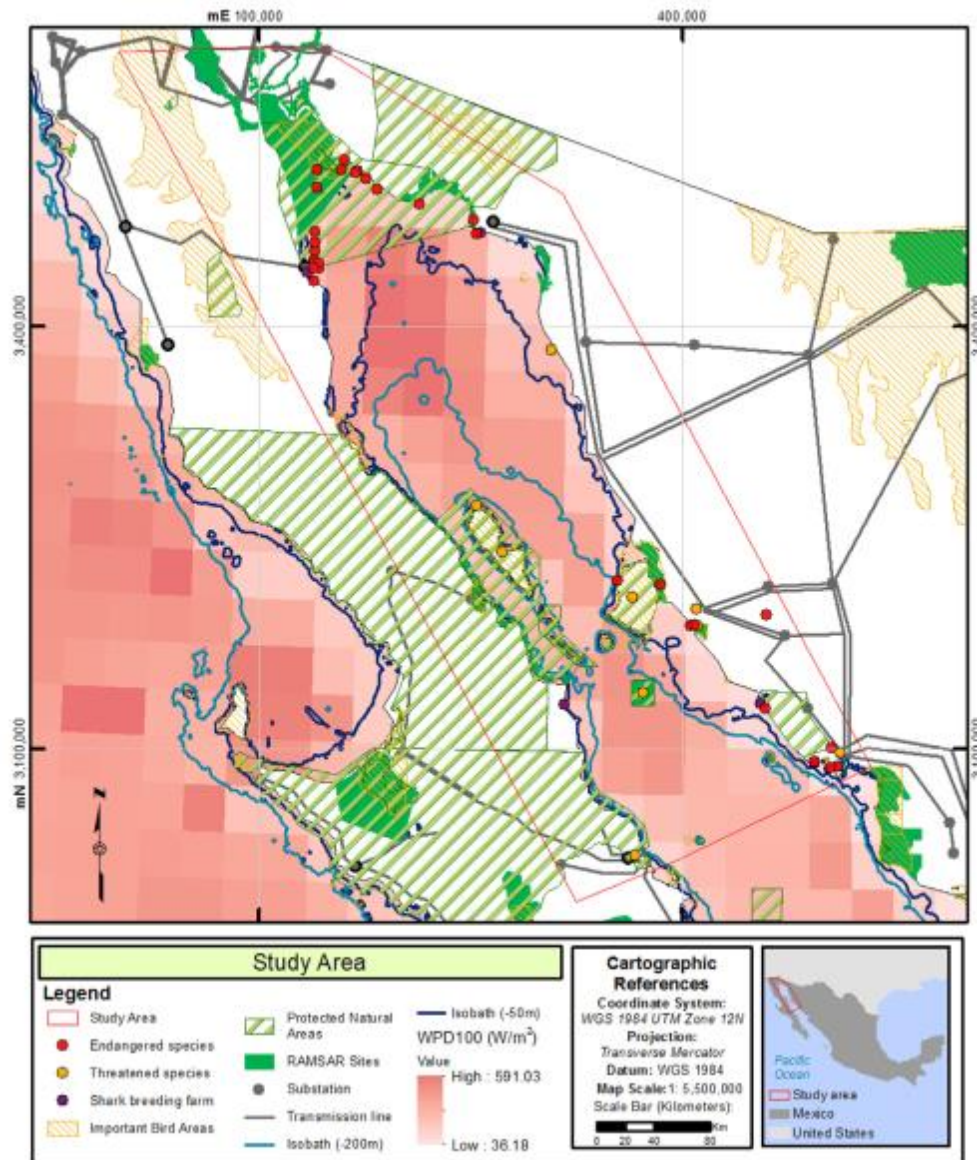 mE 100,000
400,000
3,400,000
3,400,000
mN 3,100,000
3,100,000
Study Area
Legend
Study Area
Endangered species
Threatened species
Shark breeding farm
Important Bird Areas
Protected Natural
Areas
RAMSAR Sites
Substation
Transmission line
Isobath (-200m)
Isobath (-50m)
WPD100 (W/m²)
Value
High : 591.03
Low : 36.18
Cartographic
References
Coordinate System:
WGS 1984 UTM Zone 12N
Projection:
Transverse Mercator
Datum: WGS 1984
Map Scale:1: 5,500,000
Scale Bar (Kilometers):
Km
0 20 40 80
Pacific
Ocean
Study area
Mexico
United States